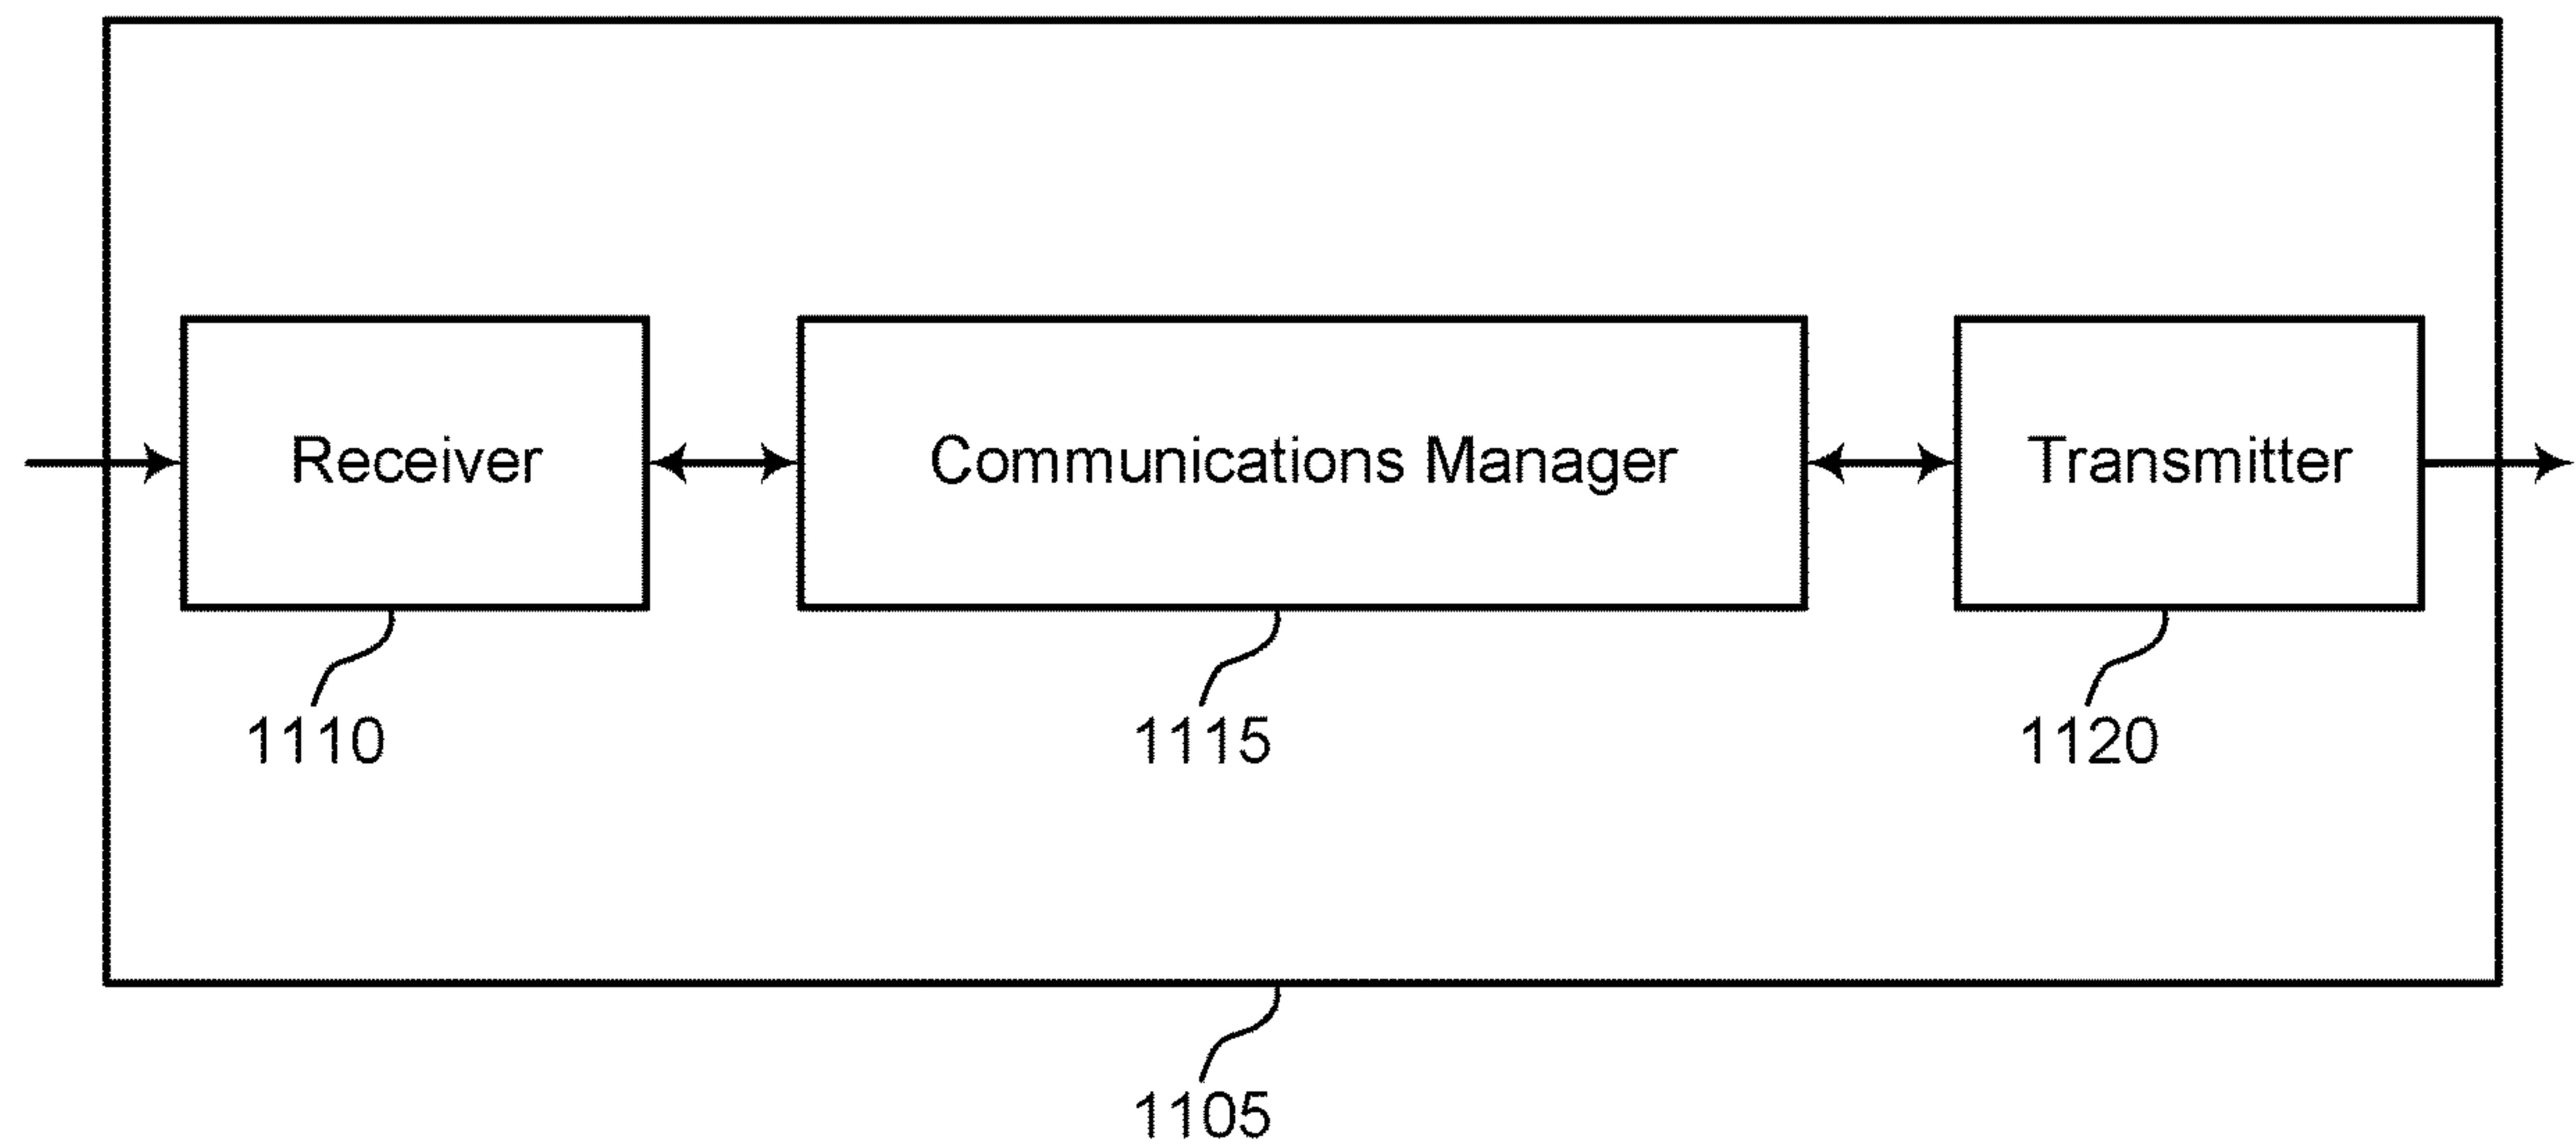 Receiver
Communications Manager
Transmitter
1110
1115
1120
1105